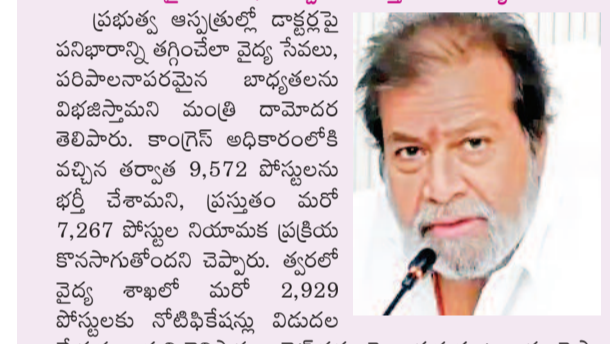 ప్రభుత్వ ఆస్పత్రుల్లో డాక్టర్లపై
పనిభారాన్ని తగ్గించేలా వైద్య సేవలు,
పరిపాలనాపరమైన బాధ్యతలను
విభజిస్తామని మంత్రి దామోదర
తెలిపారు. కాంగ్రెస్ అధికారంలోకి
వచ్చిన తర్వాత 9,572 పోస్టులను
భర్తీ చేశామని, ప్రస్తుతం మరో
7,267 పోస్టుల నియామక ప్రక్రియ
కొనసాగుతోందని చెప్పారు. త్వరలో
వైద్య శాఖలో మరో 2,929
పోస్టులకు నోటిఫికేషన్లు విడుదల